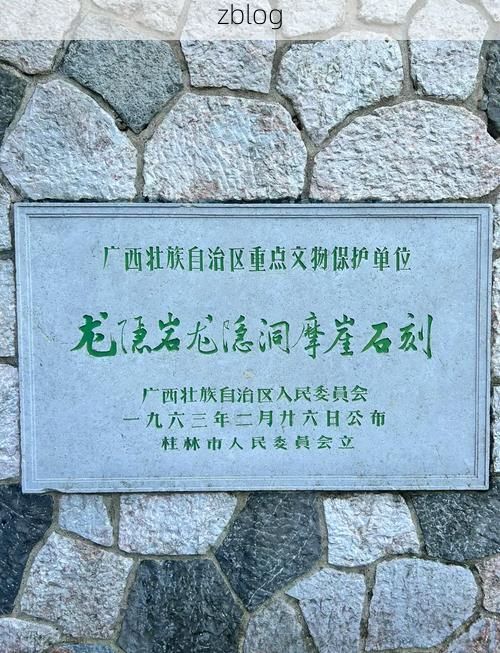 zblog
广西壮族自治区重点文物保护单位
龙隐岩龙隐洞摩崖石刻
广西壮族自治区人民委員会
一九六三年二月廿六日公布
桂林市人民委員会立